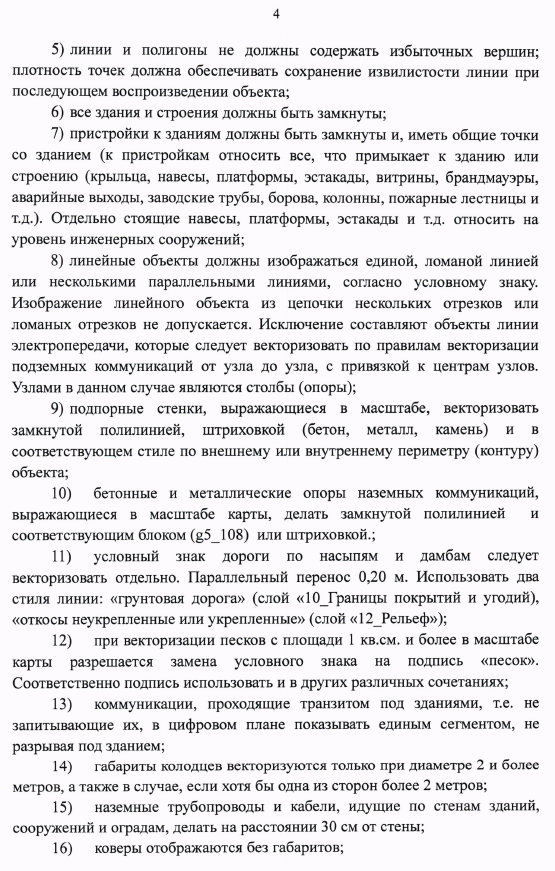 4
5) линии и полигоны не должны содержать избыточных вершин;
плотность точек должна обеспечивать сохранение извилистости линии при
последующем воспроизведении объекта;
6) все здания и строения должны быть замкнуты;
7) пристройки к зданиям должны быть замкнуты и, иметь общие точки
со зданием (к пристройкам относить все, что примыкает к зданию или
строению (крыльца, навесы, платформы, эстакады, витрины, брандмауэры,
аварийные выходы, заводские трубы, борова, колонны, пожарные лестницы и
т.д.). Отдельно стоящие навесы, платформы, эстакады и т.д. относить на
уровень инженерных сооружений;
8) линейные объекты должны изображаться единой, ломаной линией
или несколькими параллельными линиями, согласно условному знаку.
Изображение линейного объекта из цепочки нескольких отрезков или
ломаных отрезков не допускается. Исключение составляют объекты линии
электропередачи, которые следует векторизовать по правилам векторизации
подземных коммуникаций от узла до узла, с привязкой к центрам узлов.
Узлами в данном случае являются столбы (опоры);
9) подпорные стенки, выражающиеся в масштабе, векторизовать
замкнутой полилинией, штриховкой (бетон, металл, камень) и в
соответствующем стиле по внешнему или внутреннему периметру (контуру)
объекта;
10) бетонные и металлические опоры наземных коммуникаций,
выражающиеся в масштабе карты, делать замкнутой полилинией и
соответствующим блоком (g5_108) или штриховкой.;
11) условный знак дороги по насыпям и дамбам следует
векторизовать отдельно. Параллельный перенос 0,20 м. Использовать два
стиля линии: «грунтовая дорога» (слой «10_Границы покрытий и угодий),
«откосы неукрепленные или укрепленные» (слой «12_Рельеф»);
12) при векторизации песков с площади 1 кв.см. и более в масштабе
карты разрешается замена условного знака на подпись «песок».
Соответственно подпись использовать и в других различных сочетаниях;
13) коммуникации, проходящие транзитом под зданиями, т.е. не
запитывающие их, в цифровом плане показывать единым сегментом, не
разрывая под зданием;
14) габариты колодцев векторизуются только при диаметре 2 и более
метров, а также в случае, если хотя бы одна из сторон более 2 метров;
15) наземные трубопроводы и кабели, идущие по стенам зданий,
сооружений и оградам, делать на расстоянии 30 см от стены;
16) коверы отображаются без габаритов;